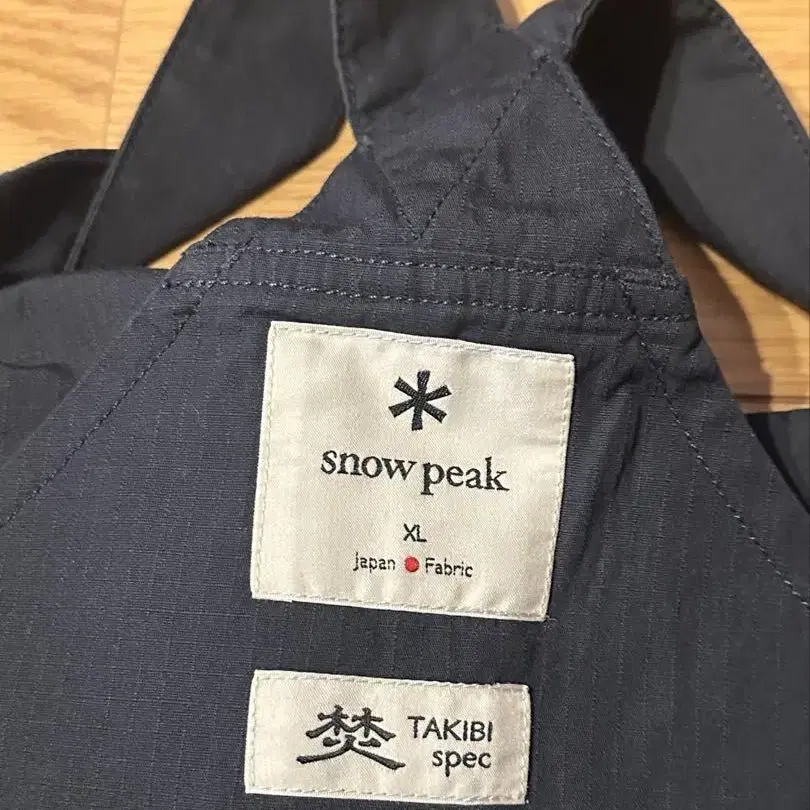 snow peak
XL
Japan Fabric
焚 TAKIBI
spec